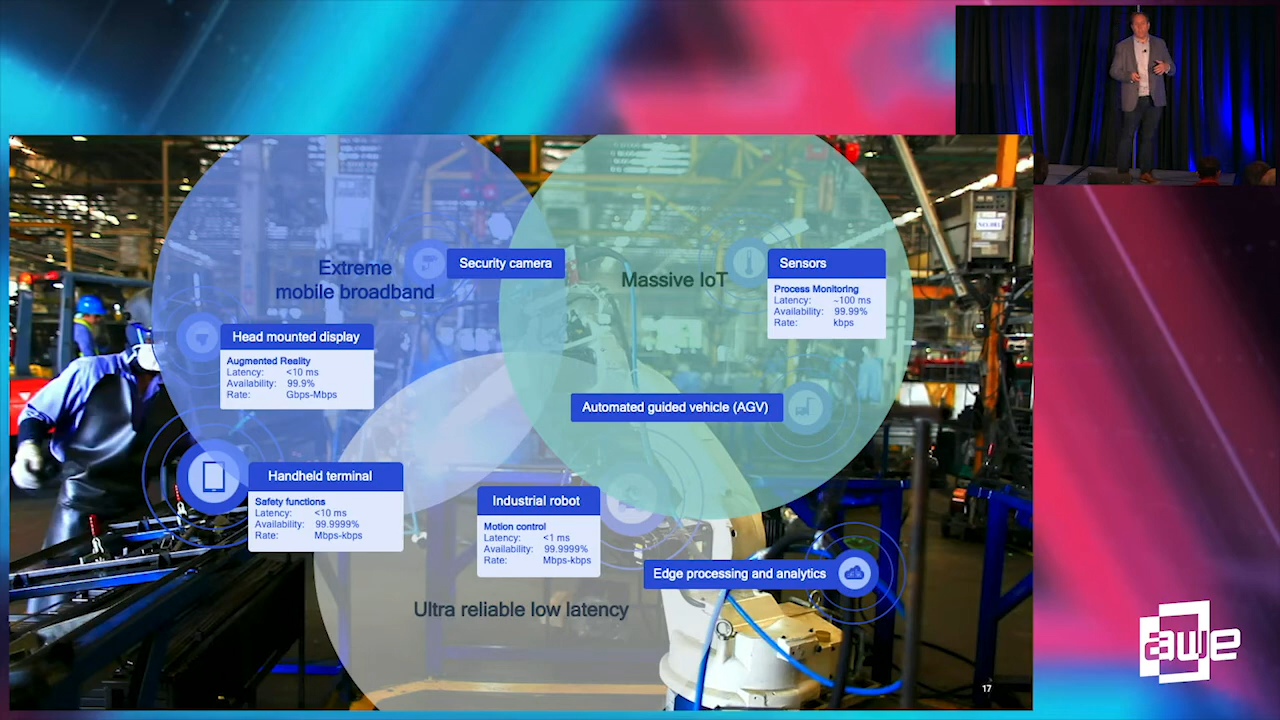 Extreme
mobile broadband
Security camera
Massive IoT
Sensors
Process Monitoring
Latency: ~100 ms
Availability: 99.99%
Rate: kbps
Head mounted display
Augmented Reality
Latency: <10 ms
Availability: 99.9%
Rate: Gbps-Mbps
Automated guided vehicle (AGV)
Handheld terminal
Safety functions
Latency: <10 ms
Availability: 99.9999%
Rate: Mbps-kbps
Industrial robot
Motion control
Latency: <1 ms
Availability: 99.9999%
Rate: Mbps-kbps
Edge processing and analytics
Ultra reliable low latency
17
awe